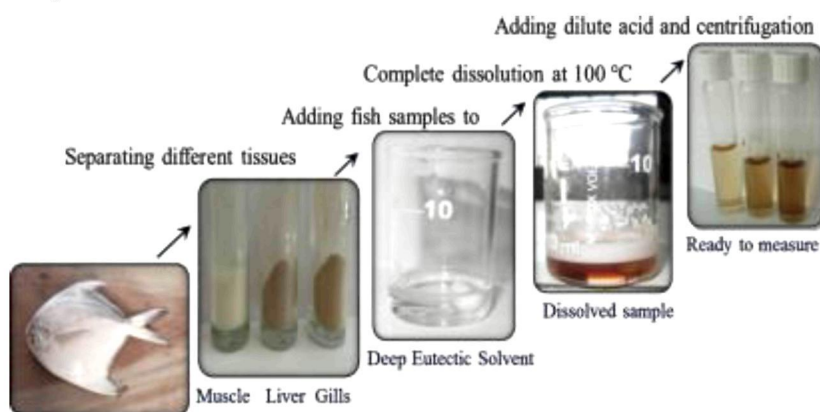 Adding dilute acid and centrifugation
Complete dissolution at 100 °C
Adding fish samples to
Separating different tissues
10
10
Ready to measure
Dissolved sample
Deep Eutectic Solvent
Muscle Liver Gills